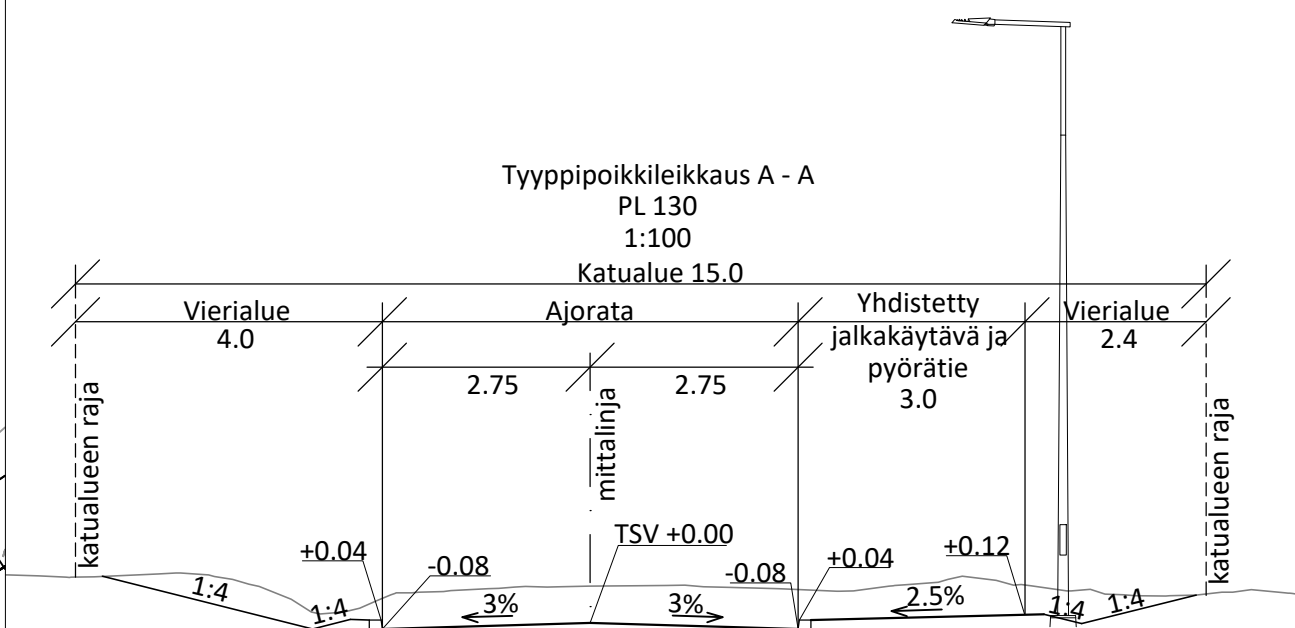 Tyyppipoikkileikkaus A - A
PL 130
1:100
Katualue 15.0
Vierialue
4.0
Ajorata
Yhdistetty
jalkakäytävä ja
pyörätie
3.0
Vierialue
2.4
2.75
2.75
katualueen raja
mittalinja
katualueen raja
+0.04
-0.08
TSV +0.00
-0.08
+0.04
+0.12
1:4
1:4
3%
3%
2.5%
1:4
1:4